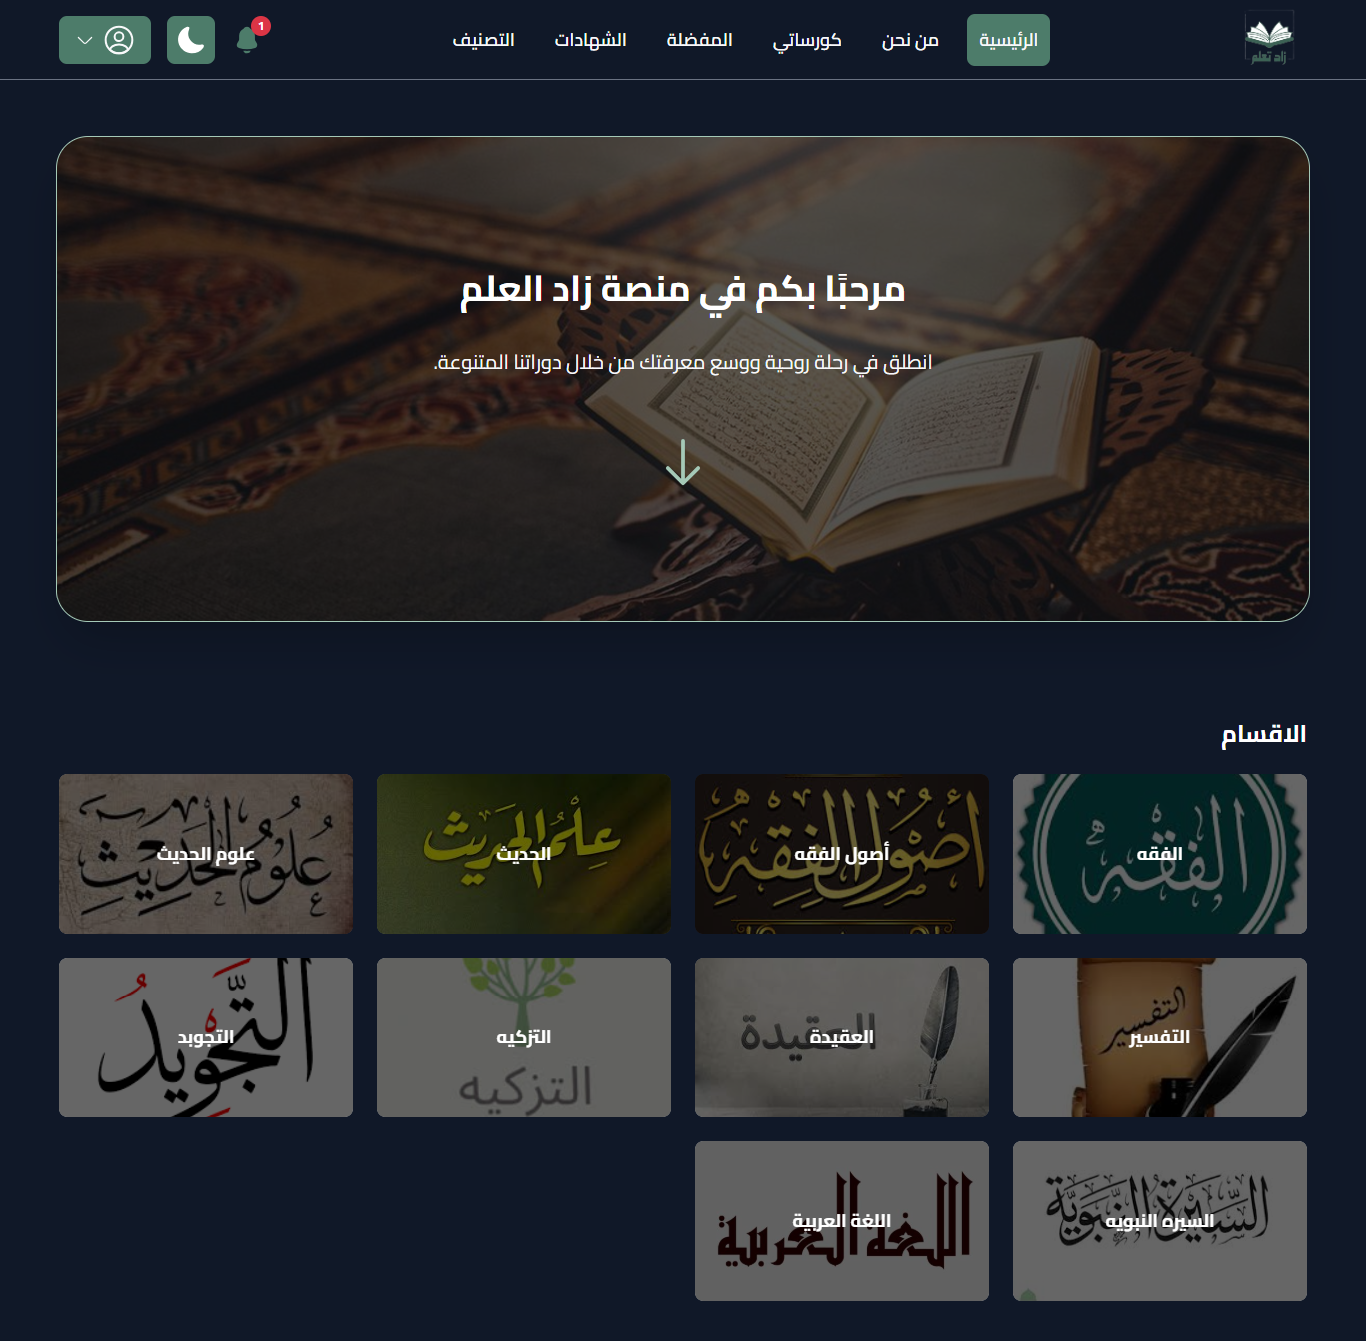 زاد تعلم
الرئيسية
من نحن
كورساتي
المفضلة
الشهادات
التصنيف
1
مرحبًا بكم في منصة زاد العلم
انطلق في رحلة روحية ووسع معرفتك من خلال دوراتنا المتنوعة.
الاقسام
الفقه
الفقه
أصول الفقه
أصول الفقه
علم الحديث
الحديث
علوم الحديث
علوم الحديث
التفسير
التفسير
العقيدة
العقيدة
التزكيه
التزكيه
التجويد
التجويد
السيرة النبوية
السيره النبويه
اللغة العربية
اللغة العربية